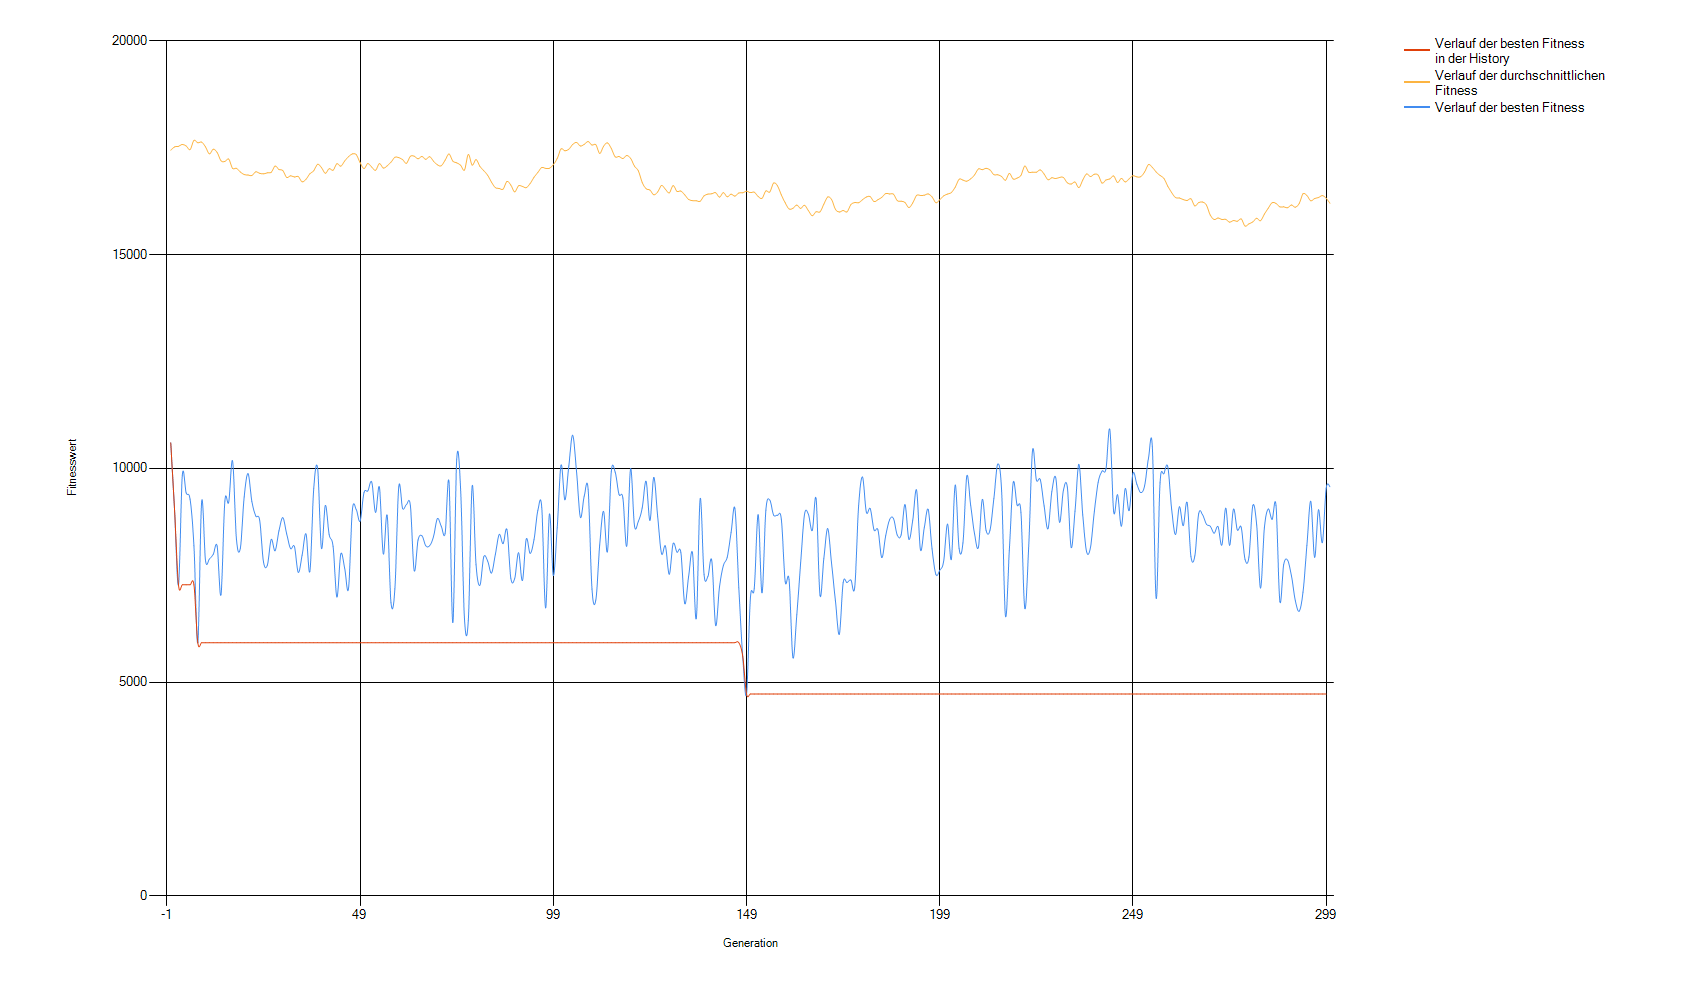 20000
15000
10000
5000
0
-1
49
99
149
199
249
299
Fitnesswert
Generation
Verlauf der besten Fitness
in der History
Verlauf der durchschnittlichen
Fitness
Verlauf der besten Fitness